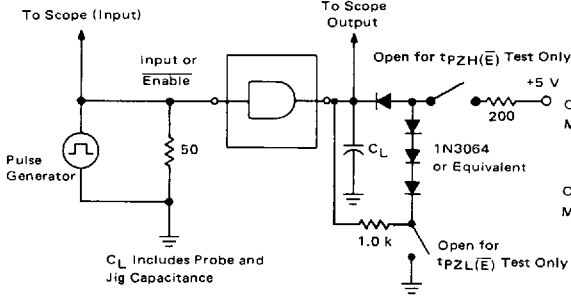 To Scope (Input)
To Scope
Output
Input or
Enable
Open for tPZH(E̅) Test Only
+5 V
200
C
M
Pulse
Generator
50
CL
1N3064
or Equivalent
C
M
1.0 k
Open for
tPZL(E̅) Test Only
CL Includes Probe and
Jig Capacitance